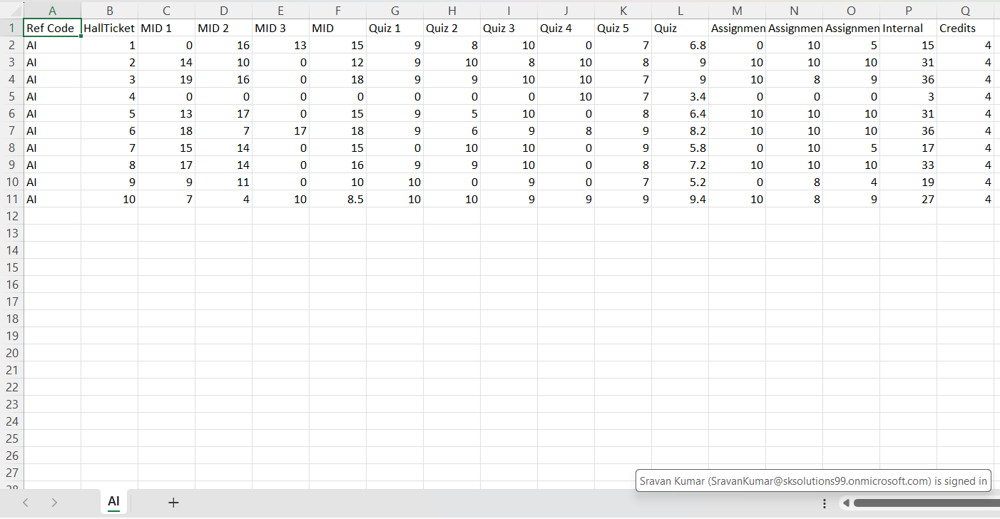 A B C D E F G H I J K L M N O P Q
1 Ref Code HallTicket MID 1 MID 2 MID 3 MID Quiz 1 Quiz 2 Quiz 3 Quiz 4 Quiz 5 Quiz Assignmen Assignmen Assignmen Internal Credits
2 AI 1 0 16 13 15 9 8 10 0 7 6.8 0 10 5 15 4
3 AI 2 14 10 0 12 9 10 8 10 8 9 10 10 10 31 4
4 AI 3 19 16 0 18 9 9 10 10 7 9 10 8 9 36 4
5 AI 4 0 0 0 0 0 0 0 10 7 3.4 0 0 0 3 4
6 AI 5 13 17 0 15 9 5 10 0 8 6.4 10 10 10 31 4
7 AI 6 18 7 17 18 9 6 9 8 9 8.2 10 10 10 36 4
8 AI 7 15 14 0 15 0 10 10 0 9 5.8 0 10 5 17 4
9 AI 8 17 14 0 16 9 9 10 0 8 7.2 10 10 10 33 4
10 AI 9 9 11 0 10 10 0 9 0 7 5.2 0 8 4 19 4
11 AI 10 7 4 10 8.5 10 10 9 9 9 9.4 10 8 9 27 4
12
13
14
15
16
17
18
19
20
21
22
23
24
25
26
27
28
Sravan Kumar (SravanKumar@sksolutions99.onmicrosoft.com) is signed in
AI